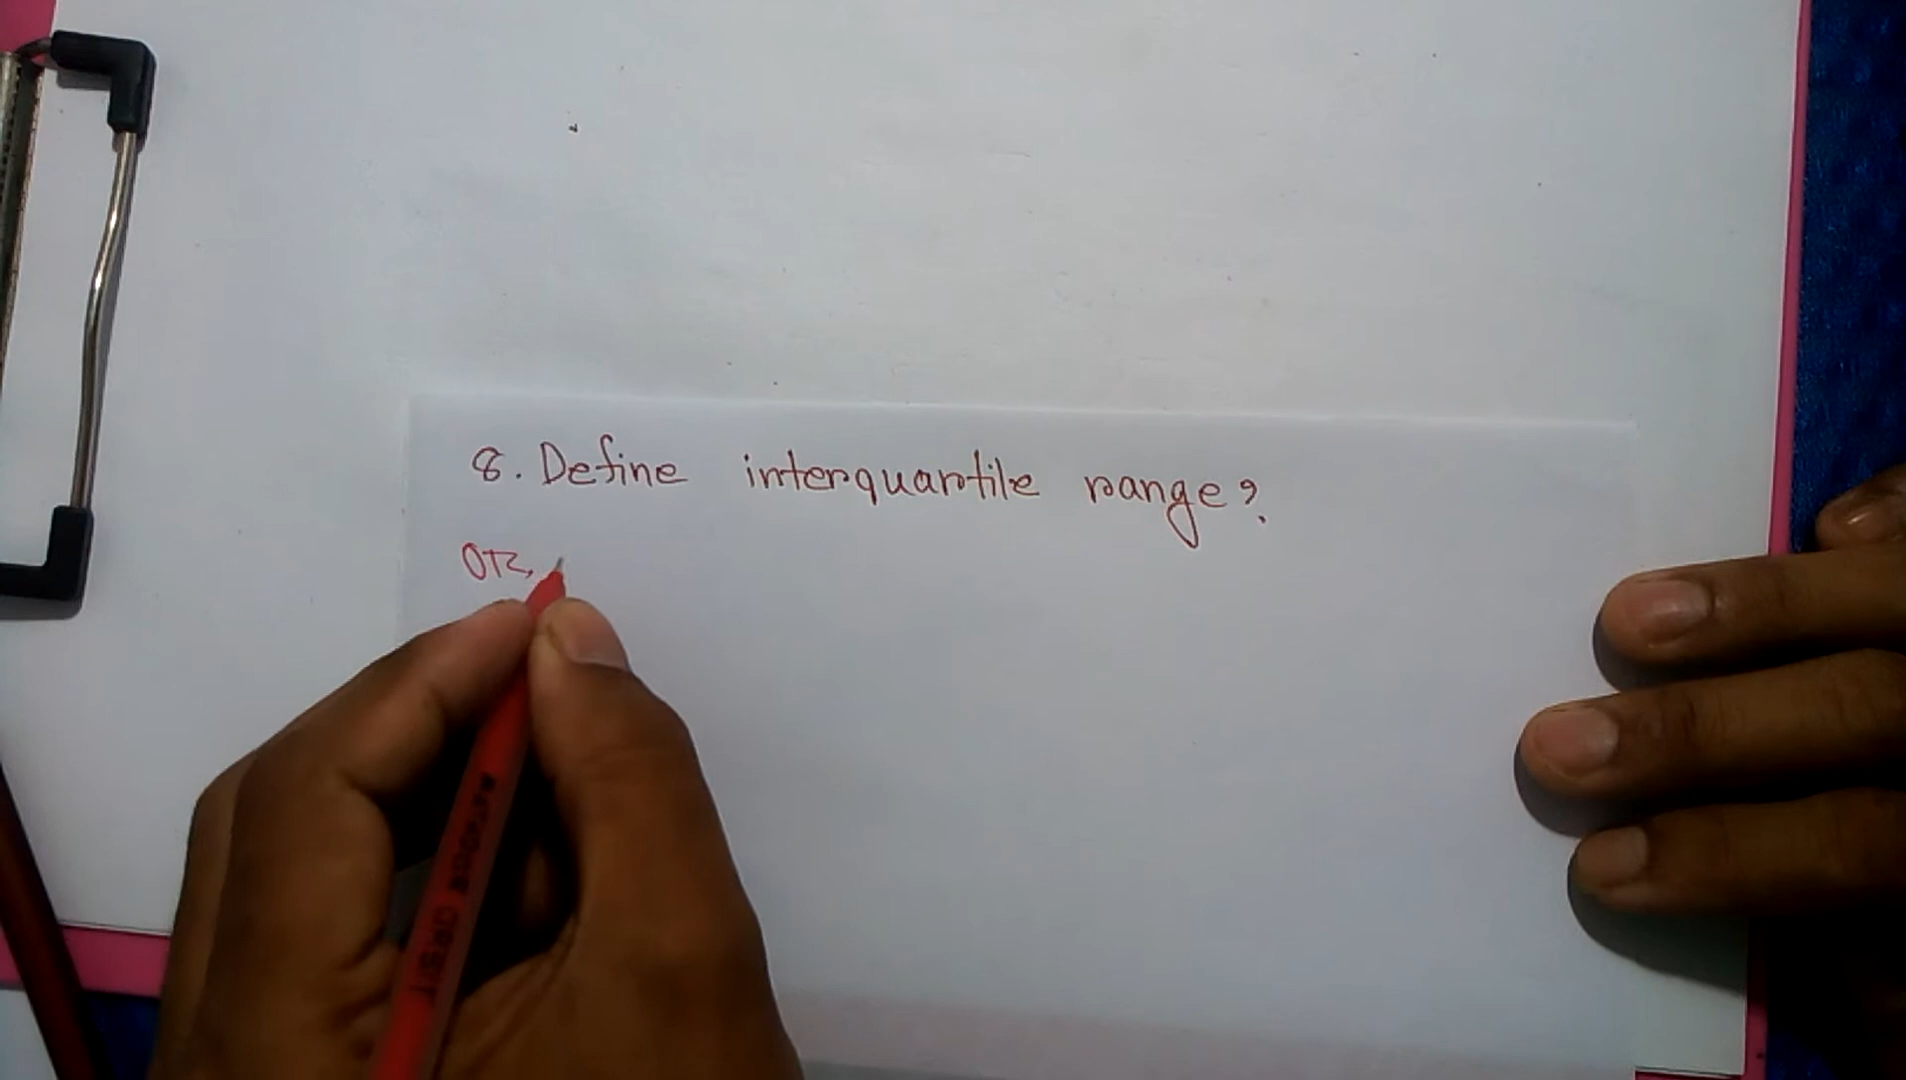 8. Define interquartile range?
OR,